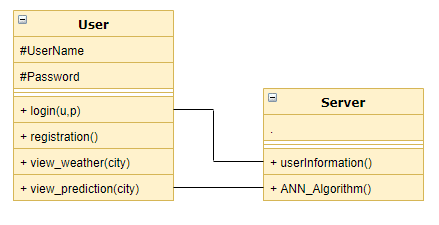 User
#UserName
#Password
+ login(u,p)
+ registration()
+ view_weather(city)
+ view_prediction(city)
Server
.
+ userInformation()
+ ANN_Algorithm()